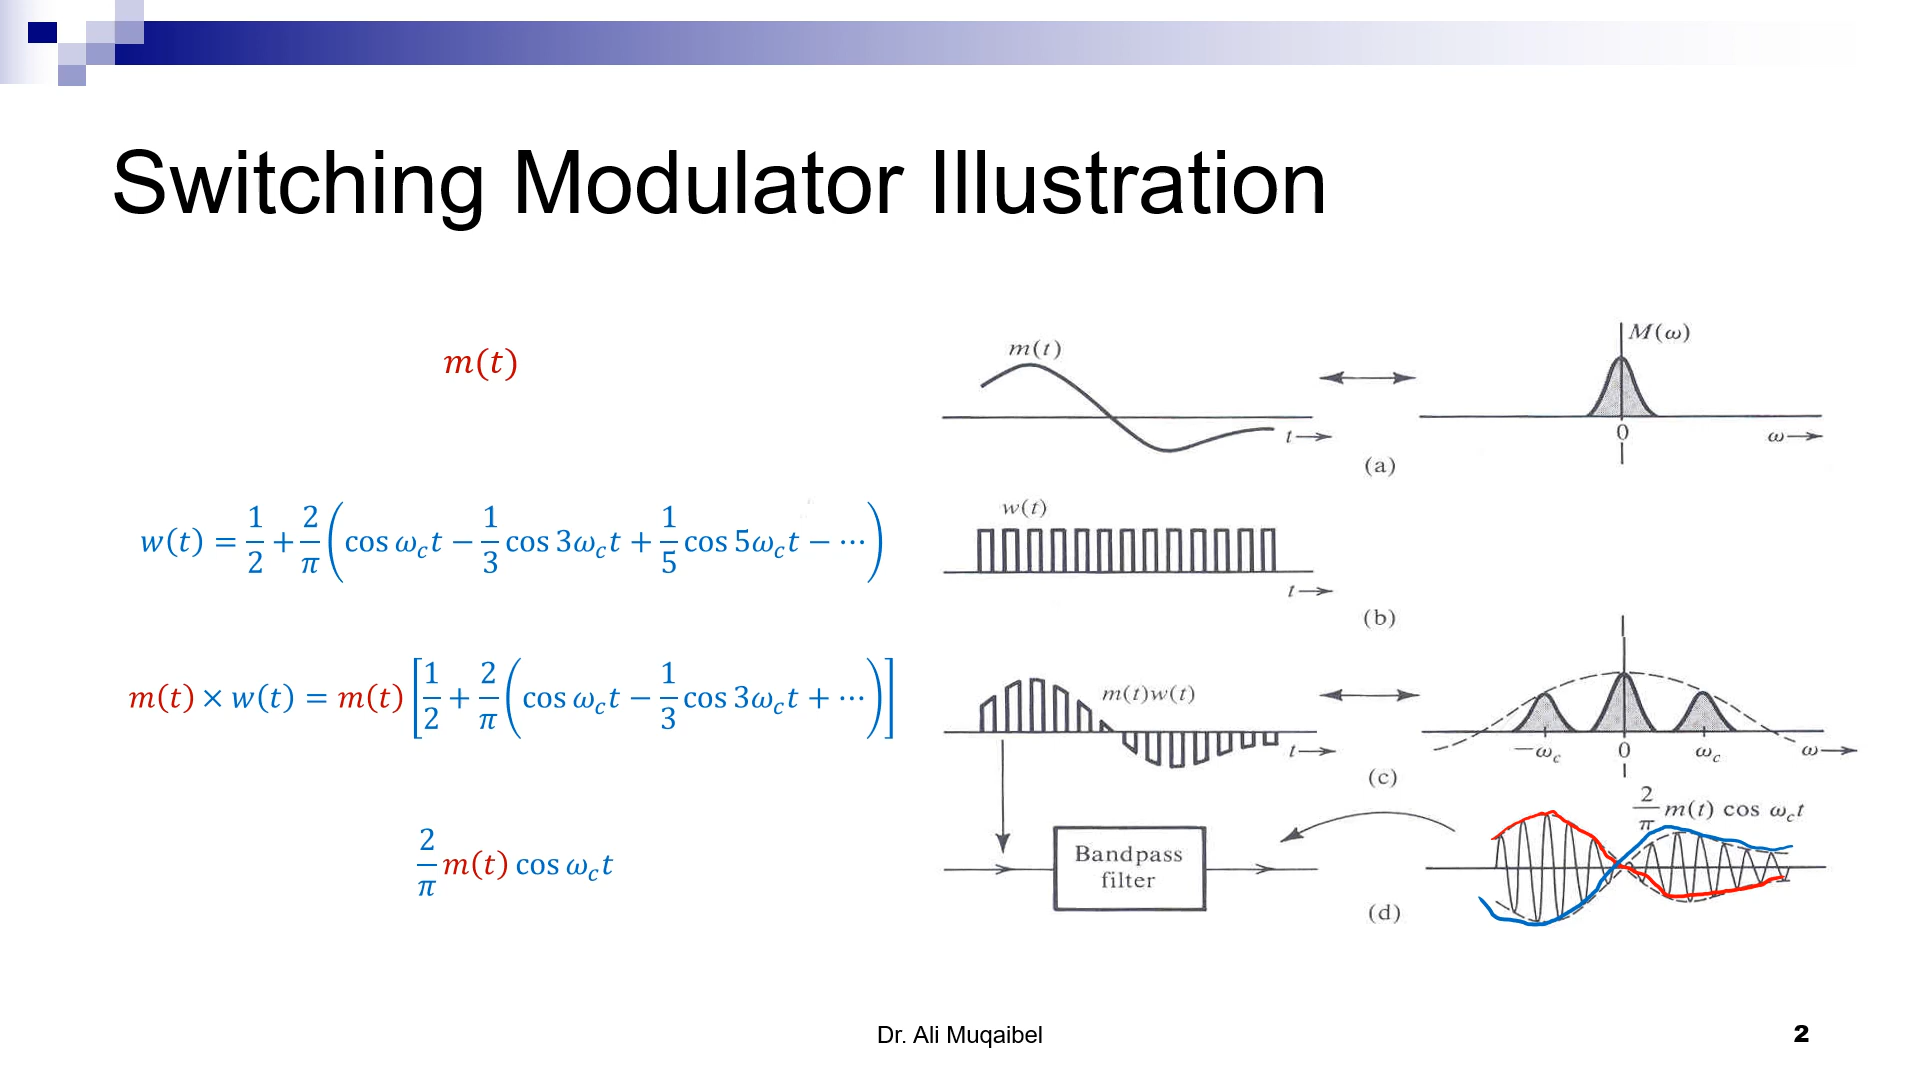 Switching Modulator Illustration
m(t)
w(t) = 1/2 + 2/π (cos ω_c t − 1/3 cos 3ω_c t + 1/5 cos 5ω_c t − ⋯)
m(t) × w(t) = m(t) [1/2 + 2/π (cos ω_c t − 1/3 cos 3ω_c t + ⋯)]
2/π m(t) cos ω_c t
m(t)
t
M(ω)
0
ω
(a)
w(t)
t
(b)
m(t)w(t)
t
−ω_c 0 ω_c ω
(c)
Bandpass
filter
2/π m(t) cos ω_c t
(d)
Dr. Ali Muqaibel
2